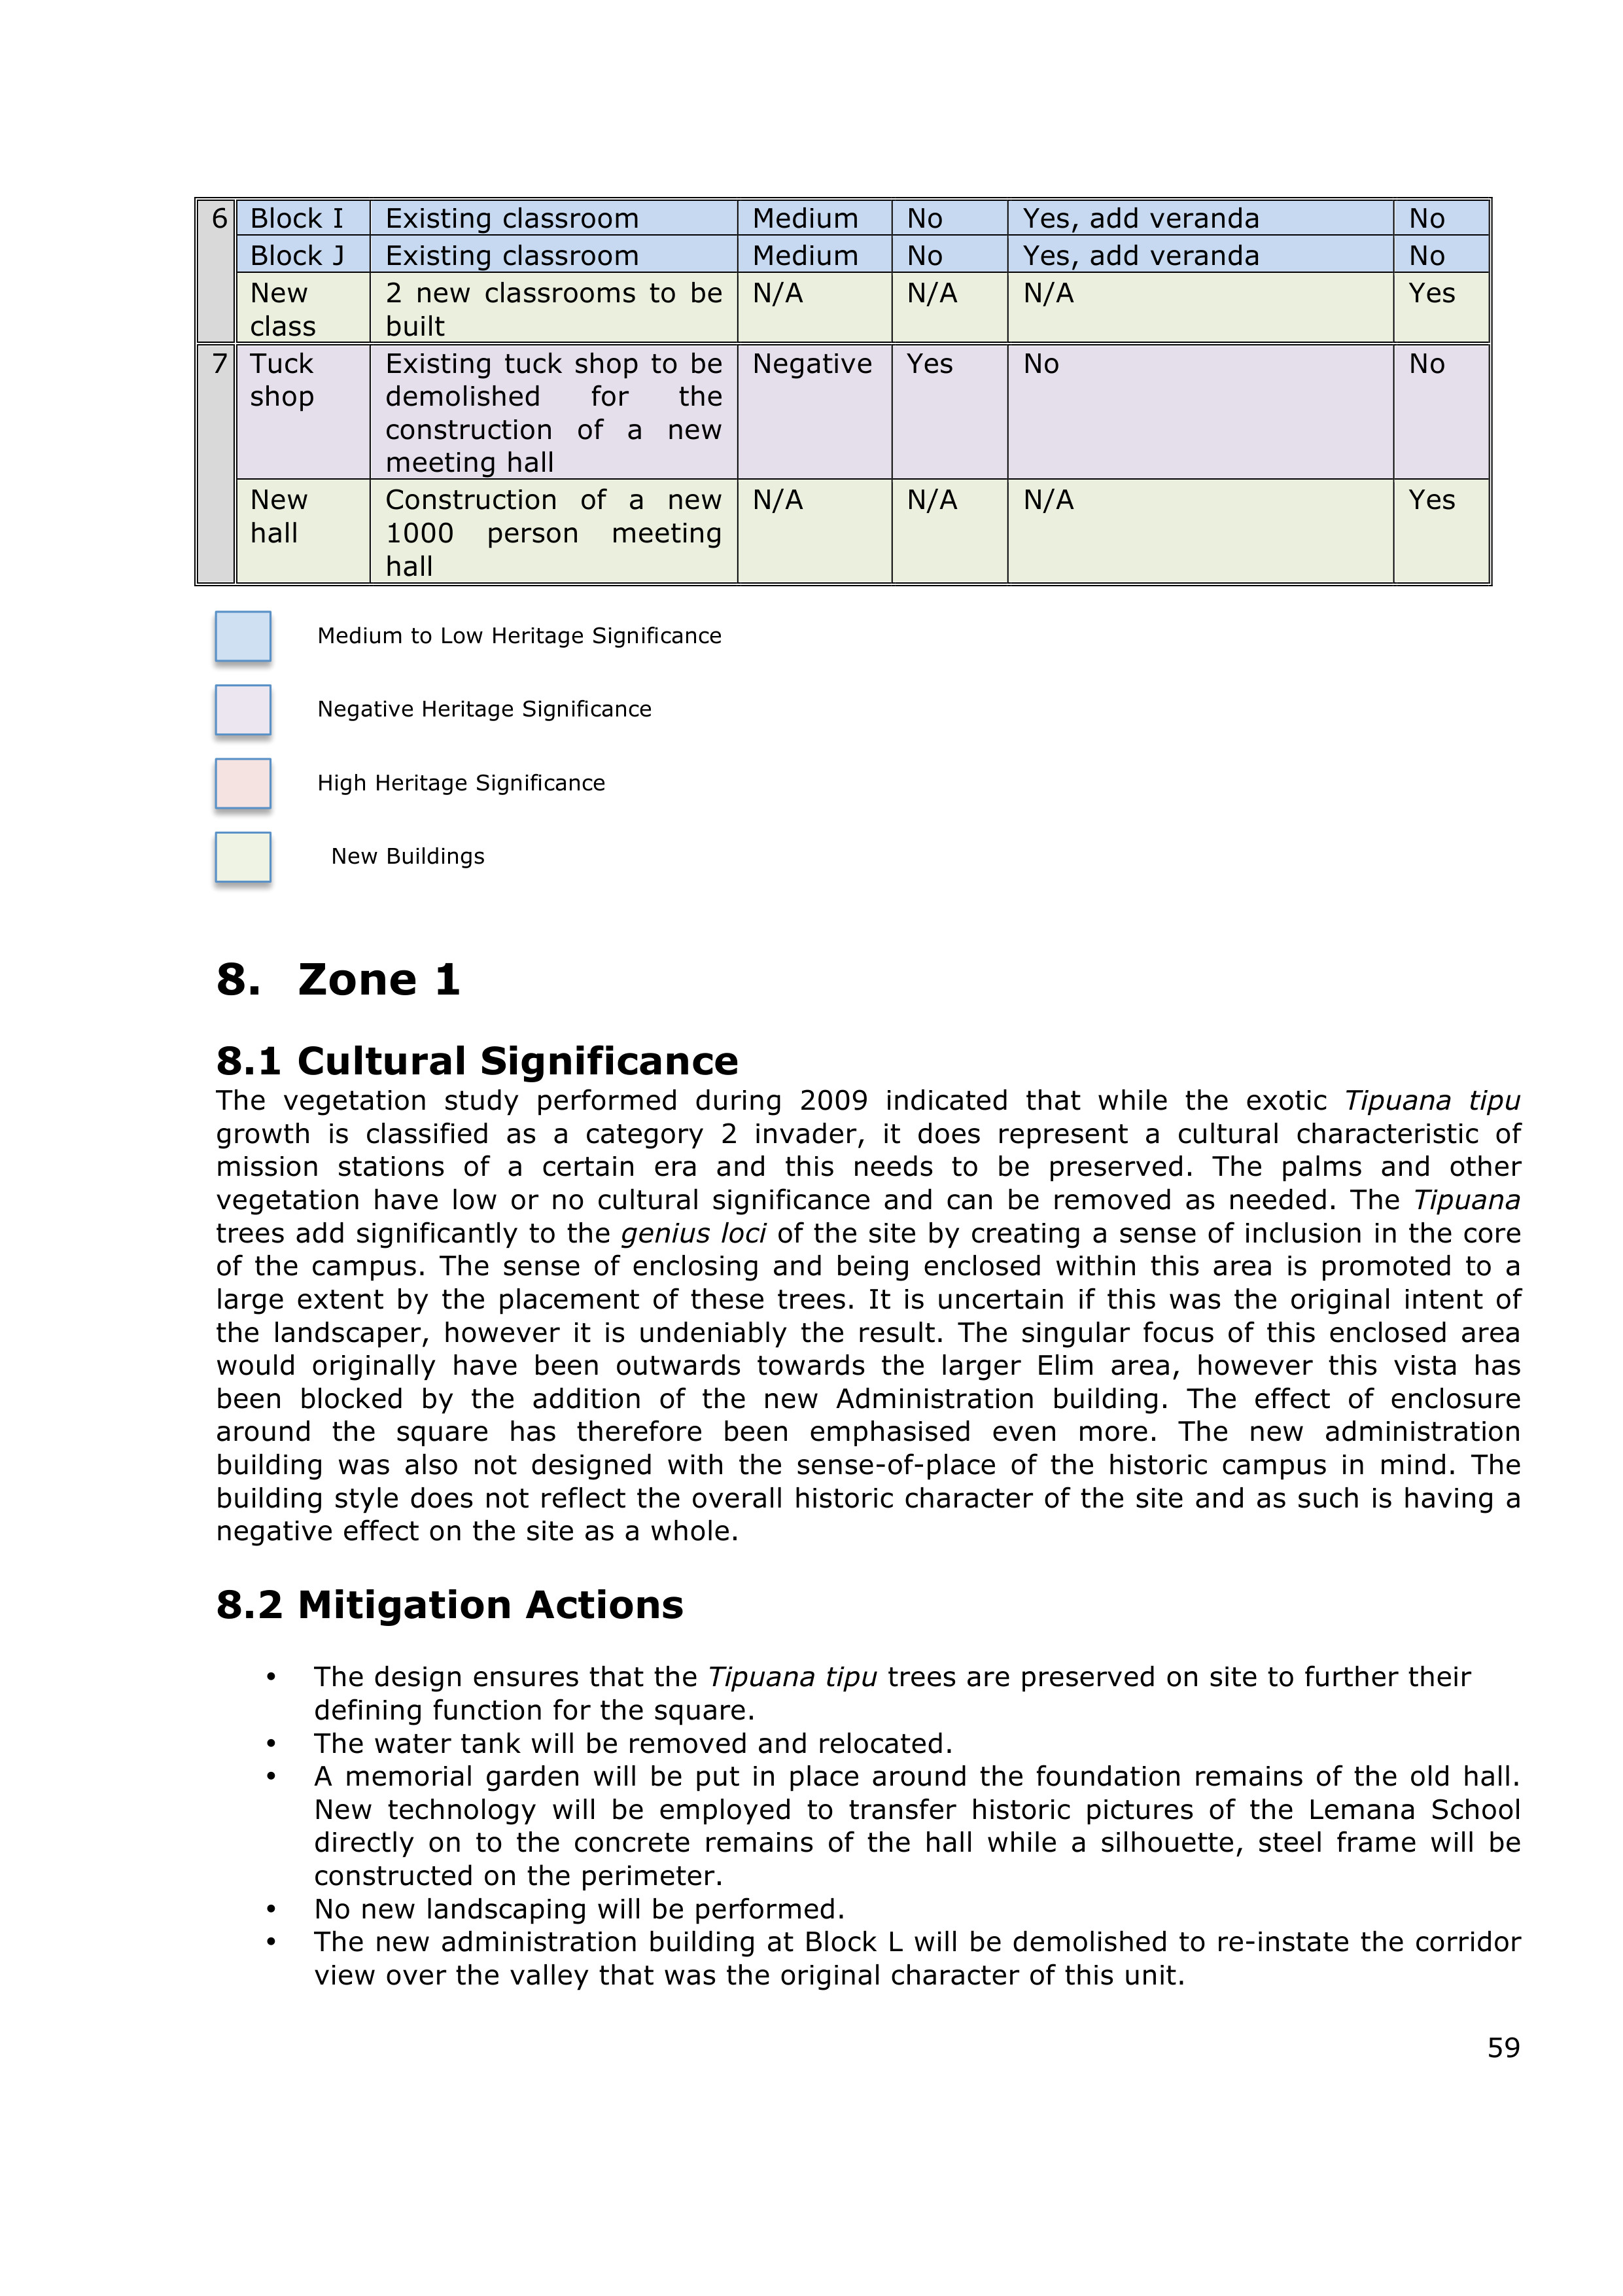 6 Block I Existing classroom Medium No Yes, add veranda No
Block J Existing classroom Medium No Yes, add veranda No
New 2 new classrooms to be N/A N/A N/A Yes
class built
7 Tuck Existing tuck shop to be Negative Yes No No
shop demolished for the
construction of a new
meeting hall
New Construction of a new N/A N/A N/A Yes
hall 1000 person meeting
hall
Medium to Low Heritage Significance
Negative Heritage Significance
High Heritage Significance
New Buildings
8. Zone 1
8.1 Cultural Significance
The vegetation study performed during 2009 indicated that while the exotic Tipuana tipu
growth is classified as a category 2 invader, it does represent a cultural characteristic of
mission stations of a certain era and this needs to be preserved. The palms and other
vegetation have low or no cultural significance and can be removed as needed. The Tipuana
trees add significantly to the genius loci of the site by creating a sense of inclusion in the core
of the campus. The sense of enclosing and being enclosed within this area is promoted to a
large extent by the placement of these trees. It is uncertain if this was the original intent of
the landscaper, however it is undeniably the result. The singular focus of this enclosed area
would originally have been outwards towards the larger Elim area, however this vista has
been blocked by the addition of the new Administration building. The effect of enclosure
around the square has therefore been emphasised even more. The new administration
building was also not designed with the sense-of-place of the historic campus in mind. The
building style does not reflect the overall historic character of the site and as such is having a
negative effect on the site as a whole.
8.2 Mitigation Actions
• The design ensures that the Tipuana tipu trees are preserved on site to further their
defining function for the square.
• The water tank will be removed and relocated.
• A memorial garden will be put in place around the foundation remains of the old hall.
New technology will be employed to transfer historic pictures of the Lemana School
directly on to the concrete remains of the hall while a silhouette, steel frame will be
constructed on the perimeter.
• No new landscaping will be performed.
• The new administration building at Block L will be demolished to re-instate the corridor
view over the valley that was the original character of this unit.
59